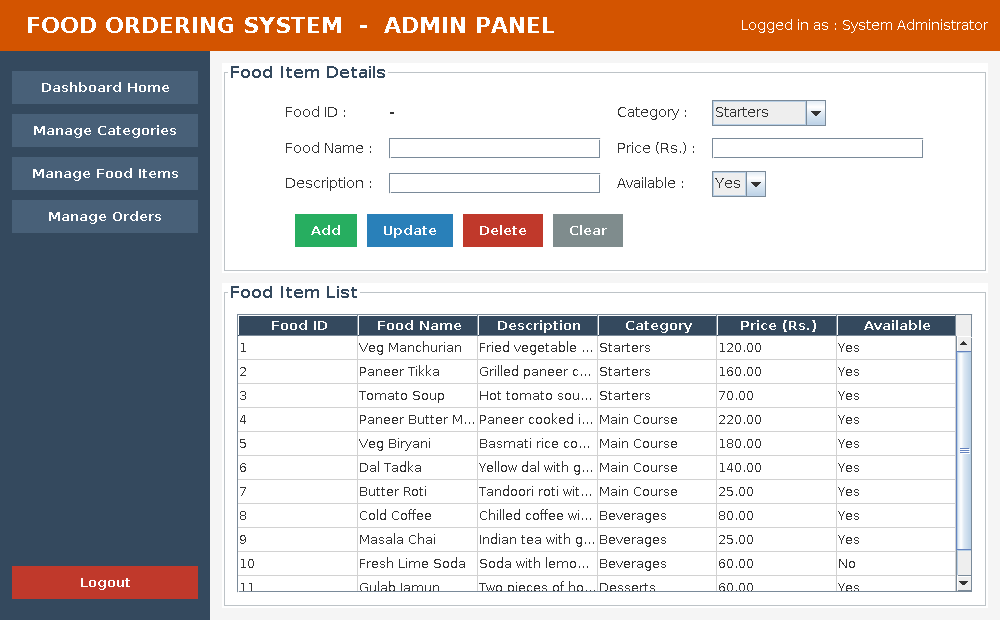 FOOD ORDERING SYSTEM - ADMIN PANEL
Logged in as : System Administrator
Dashboard Home
Manage Categories
Manage Food Items
Manage Orders
Logout
Food Item Details
Food ID : -
Category : Starters
Food Name :
Price (Rs.) :
Description :
Available : Yes
Add Update Delete Clear
Food Item List
Food ID Food Name Description Category Price (Rs.) Available
1 Veg Manchurian Fried vegetable ... Starters 120.00 Yes
2 Paneer Tikka Grilled paneer c... Starters 160.00 Yes
3 Tomato Soup Hot tomato sou... Starters 70.00 Yes
4 Paneer Butter M... Paneer cooked i... Main Course 220.00 Yes
5 Veg Biryani Basmati rice co... Main Course 180.00 Yes
6 Dal Tadka Yellow dal with g... Main Course 140.00 Yes
7 Butter Roti Tandoori roti wit... Main Course 25.00 Yes
8 Cold Coffee Chilled coffee wi... Beverages 80.00 Yes
9 Masala Chai Indian tea with g... Beverages 25.00 Yes
10 Fresh Lime Soda Soda with lemo... Beverages 60.00 No
11 Gulab Jamun Two pieces of ho... Desserts 60.00 Yes